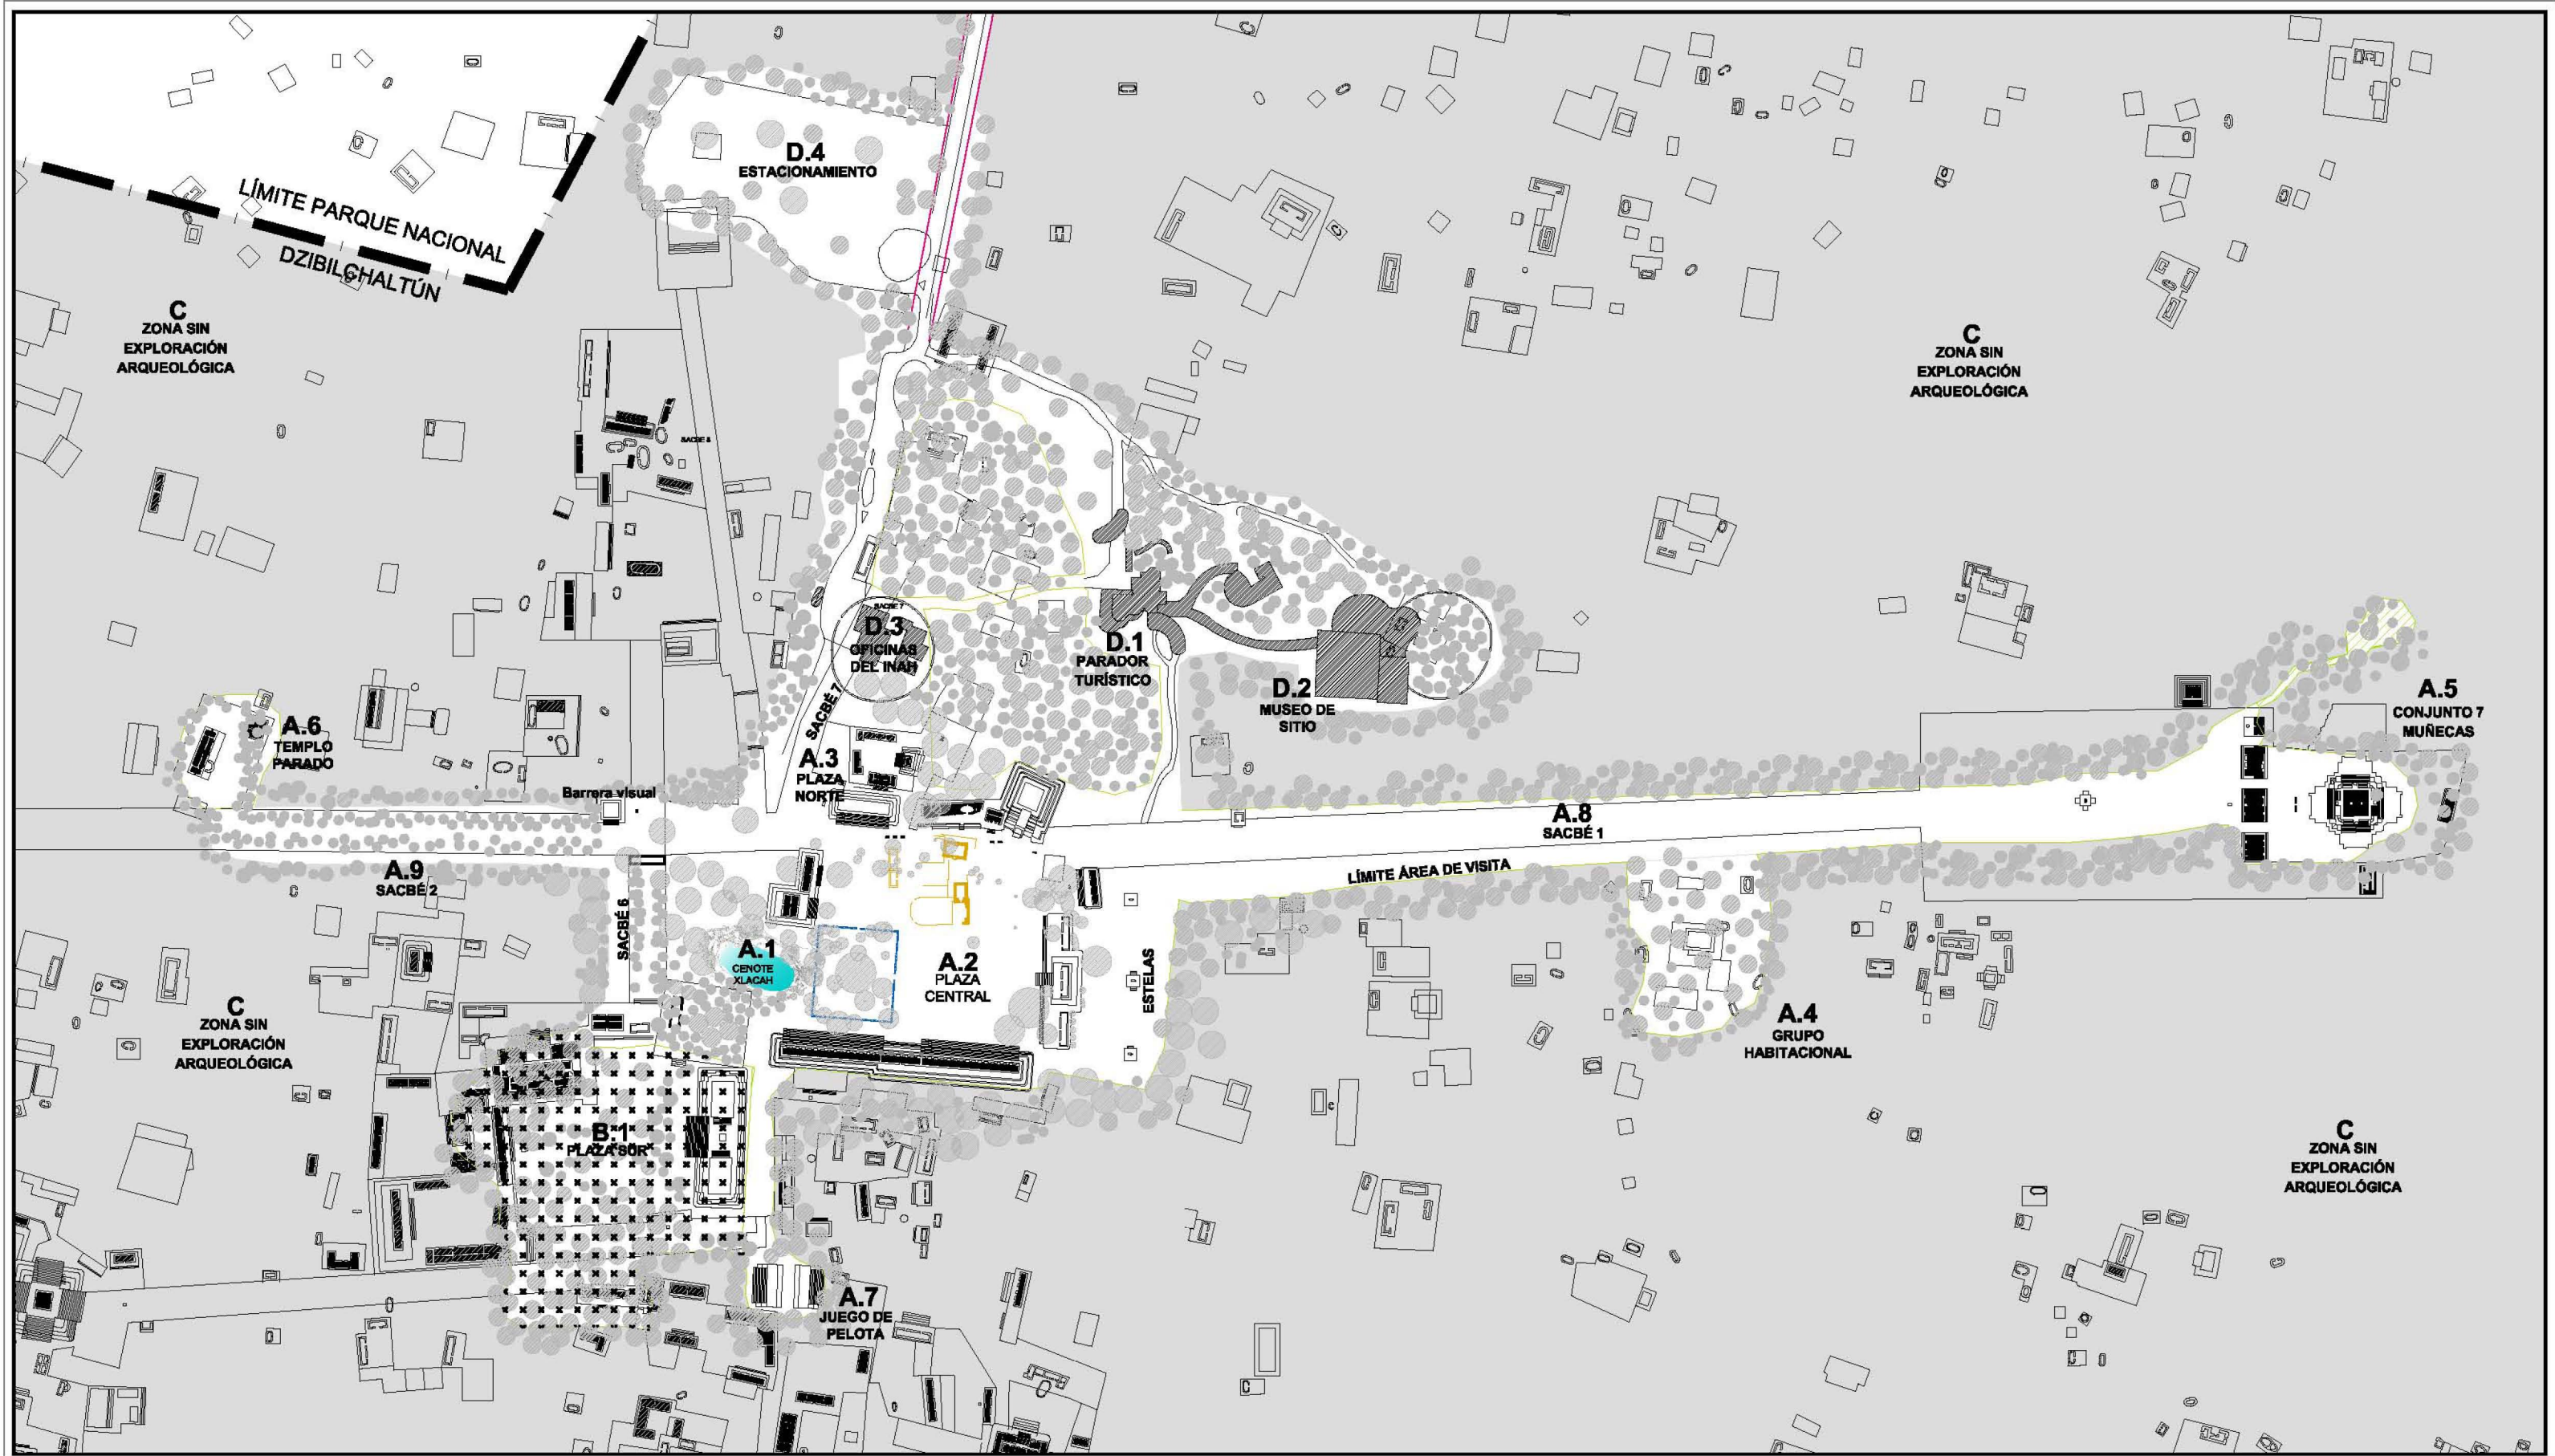 D.4
ESTACIONAMIENTO
LÍMITE PARQUE NACIONAL
DZIBILCHALTÚN
C
ZONA SIN
EXPLORACIÓN
ARQUEOLÓGICA
C
ZONA SIN
EXPLORACIÓN
ARQUEOLÓGICA
SACBE 7
D.3
OFICINAS
DEL INAH
SACBÉ 7
D.1
PARADOR
TURÍSTICO
D.2
MUSEO DE
SITIO
A.5
CONJUNTO 7
MUÑECAS
A.6
TEMPLO
PARADO
A.3
PLAZA
NORTE
Barrera visual
A.8
SACBÉ 1
A.9
SACBÉ 2
LÍMITE ÁREA DE VISITA
SACBÉ 6
A.1
CENOTE
XLACAH
A.2
PLAZA
CENTRAL
ESTELAS
A.4
GRUPO
HABITACIONAL
C
ZONA SIN
EXPLORACIÓN
ARQUEOLÓGICA
B.1
PLAZA SUR
C
ZONA SIN
EXPLORACIÓN
ARQUEOLÓGICA
A.7
JUEGO DE
PELOTA